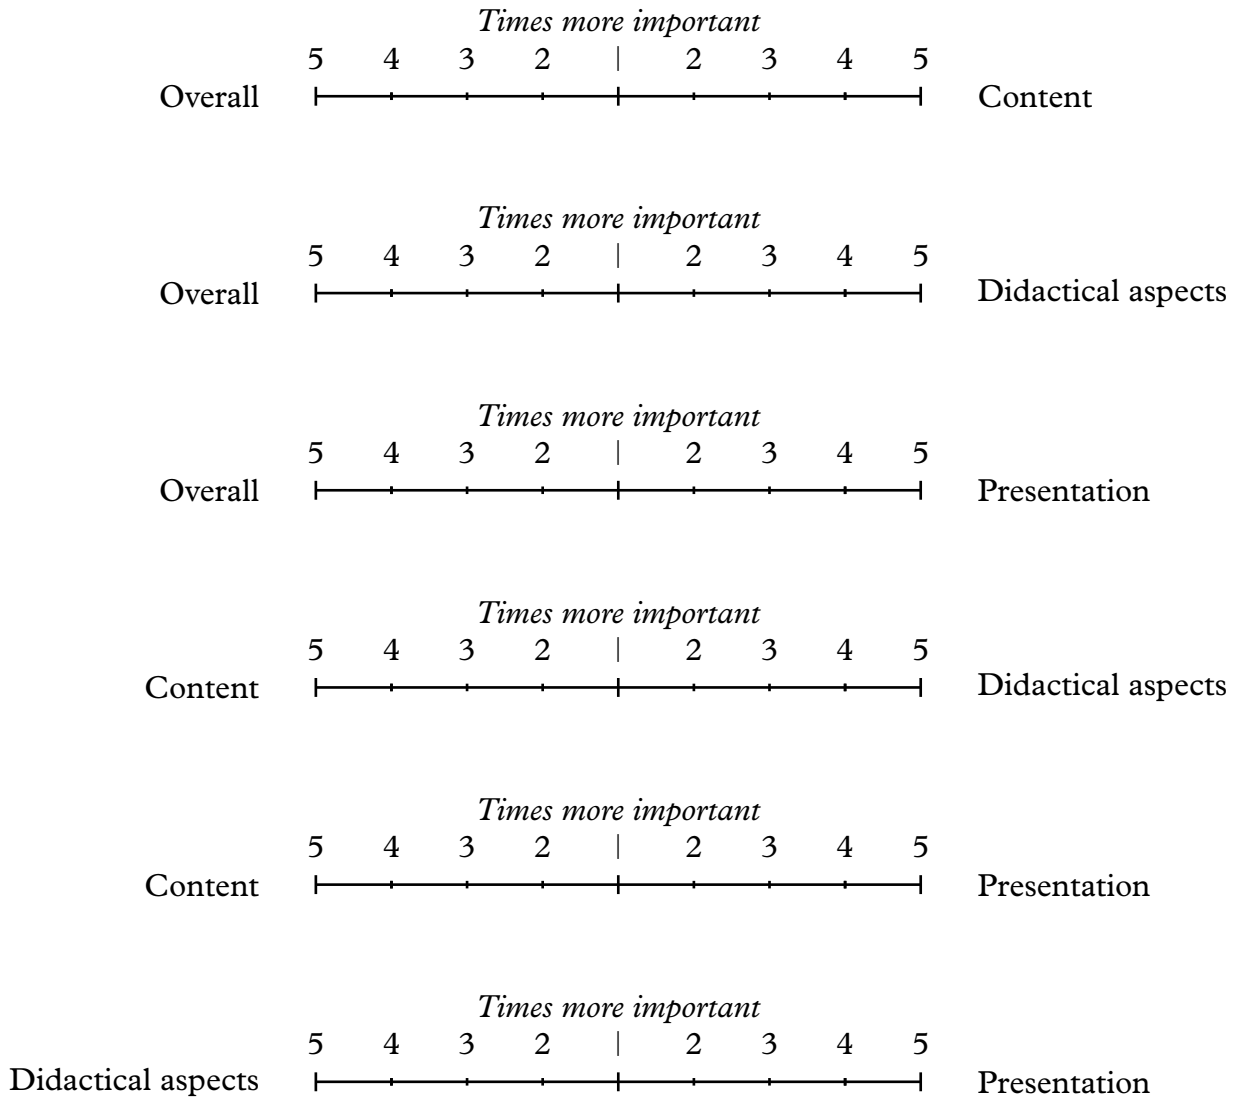 Times more important
5 4 3 2 | 2 3 4 5
Overall Content
Times more important
5 4 3 2 | 2 3 4 5
Overall Didactical aspects
Times more important
5 4 3 2 | 2 3 4 5
Overall Presentation
Times more important
5 4 3 2 | 2 3 4 5
Content Didactical aspects
Times more important
5 4 3 2 | 2 3 4 5
Content Presentation
Times more important
5 4 3 2 | 2 3 4 5
Didactical aspects Presentation